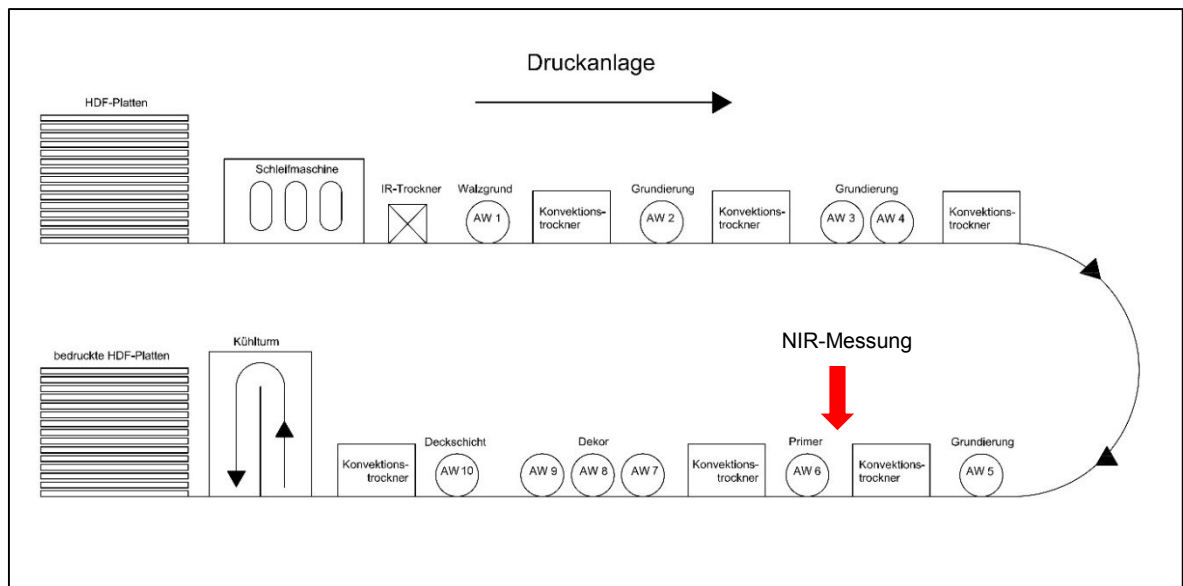 Druckanlage
HDF-Platten
Schleifmaschine
IR-Trockner
Walzgrund
AW 1
Konvektions-
trockner
Grundierung
AW 2
Konvektions-
trockner
Grundierung
AW 3
AW 4
Konvektions-
trockner
bedruckte HDF-Platten
Kühlturm
Konvektions-
trockner
Deckschicht
AW 10
Dekor
AW 9
AW 8
AW 7
Konvektions-
trockner
Primer
AW 6
NIR-Messung
Konvektions-
trockner
Grundierung
AW 5